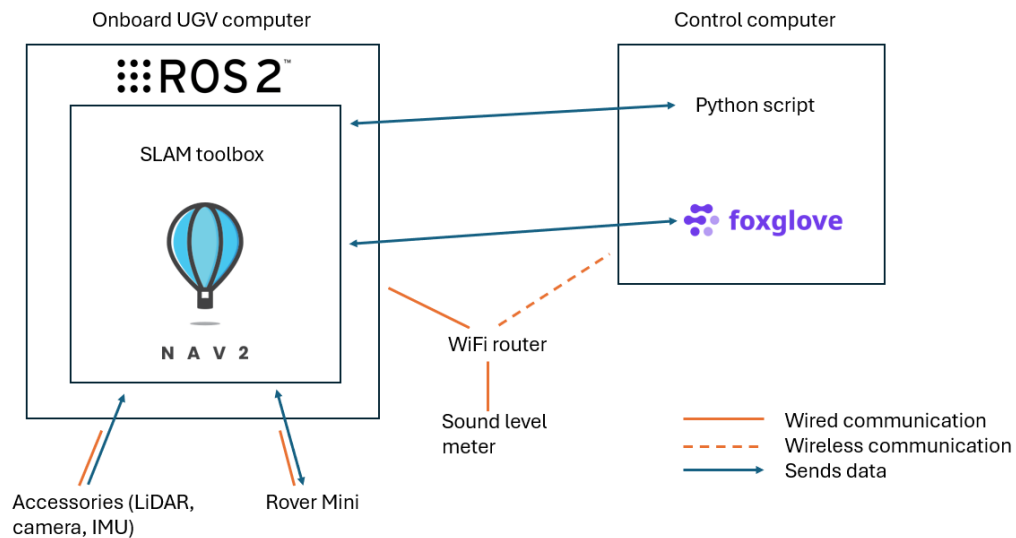 Onboard UGV computer
Control computer
ROS 2™
Python script
SLAM toolbox
foxglove
NAV2
WiFi router
Sound level
meter
Wired communication
Wireless communication
Sends data
Accessories (LiDAR,
camera, IMU)
Rover Mini